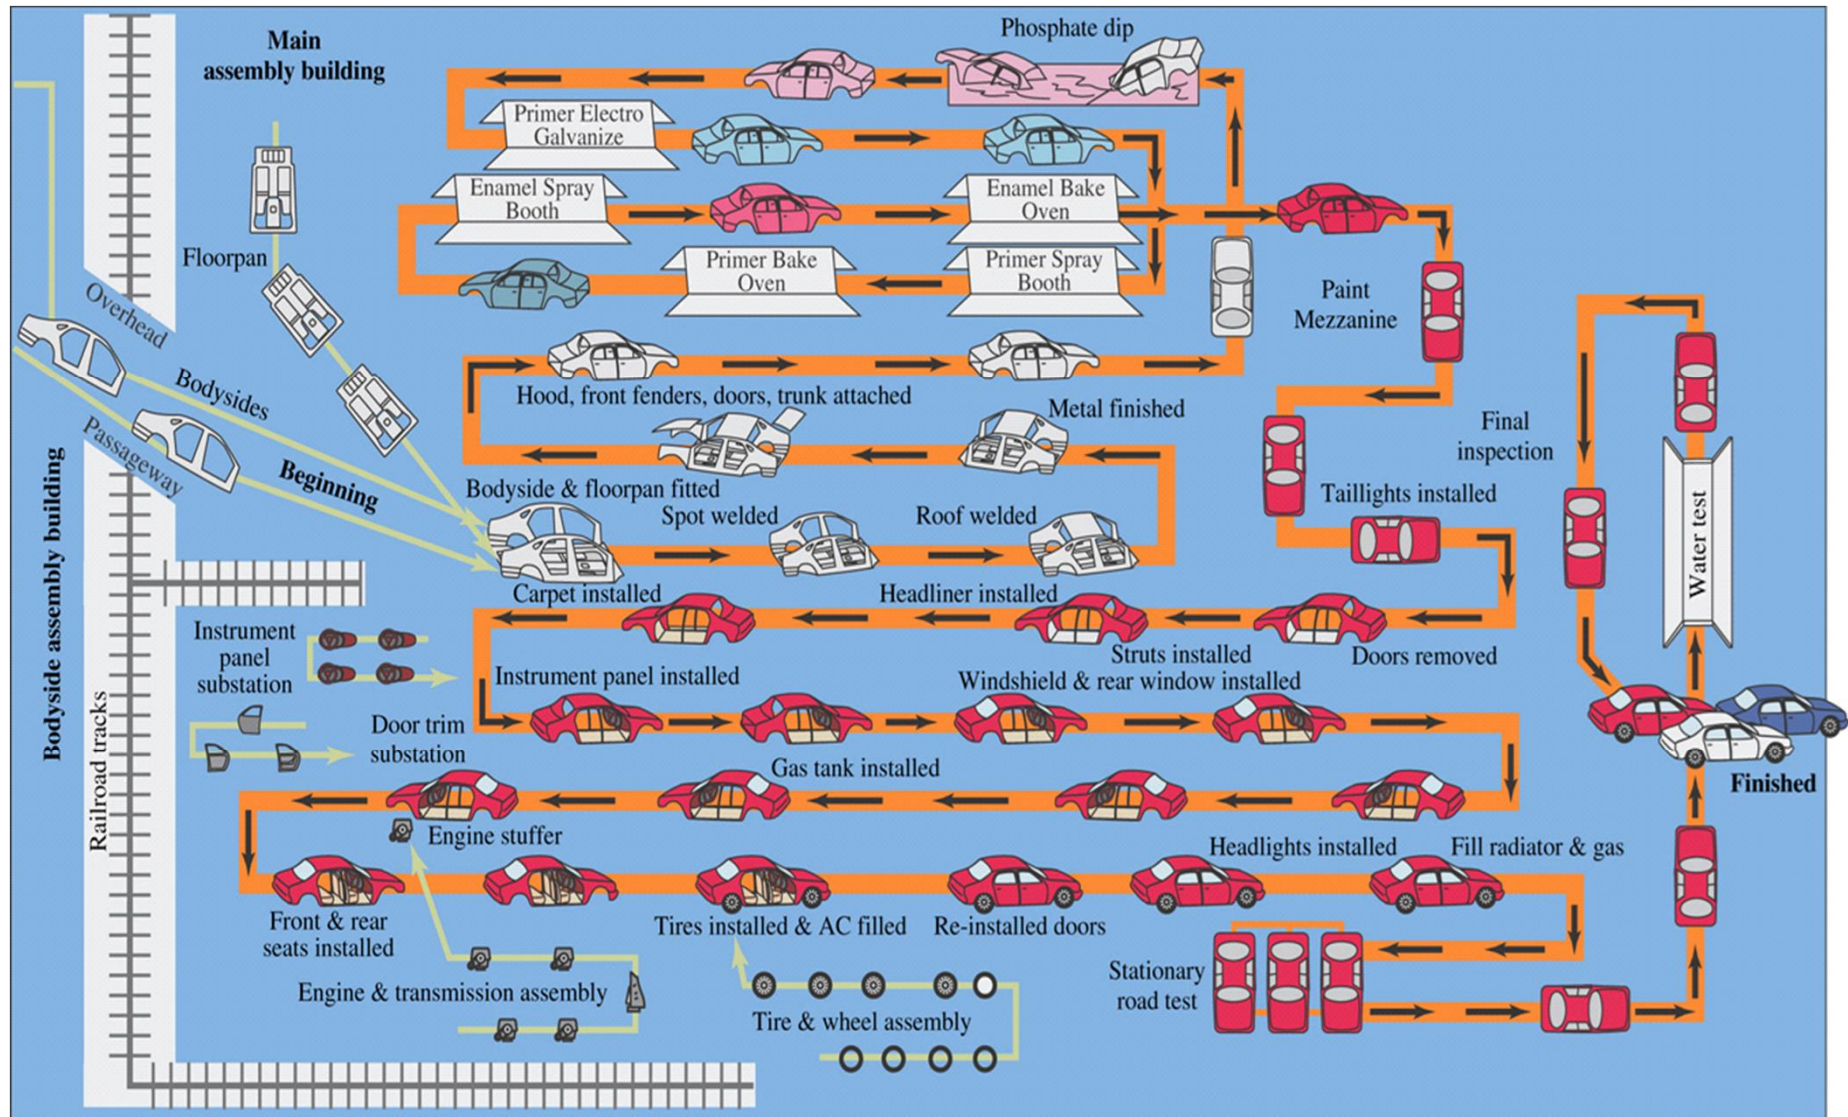 Main
assembly building
Phosphate dip
Primer Electro
Galvanize
Enamel Spray
Booth
Enamel Bake
Oven
Floorpan
Primer Bake
Oven
Primer Spray
Booth
Paint
Mezzanine
Overhead
Bodysides
Passageway
Beginning
Hood, front fenders, doors, trunk attached
Metal finished
Final
inspection
Bodyside & floorpan fitted
Spot welded
Roof welded
Taillights installed
Water test
Bodyside assembly building
Railroad tracks
Carpet installed
Headliner installed
Struts installed
Doors removed
Instrument
panel
substation
Instrument panel installed
Windshield & rear window installed
Door trim
substation
Gas tank installed
Finished
Engine stuffer
Headlights installed
Fill radiator & gas
Front & rear
seats installed
Tires installed & AC filled
Re-installed doors
Engine & transmission assembly
Tire & wheel assembly
Stationary
road test